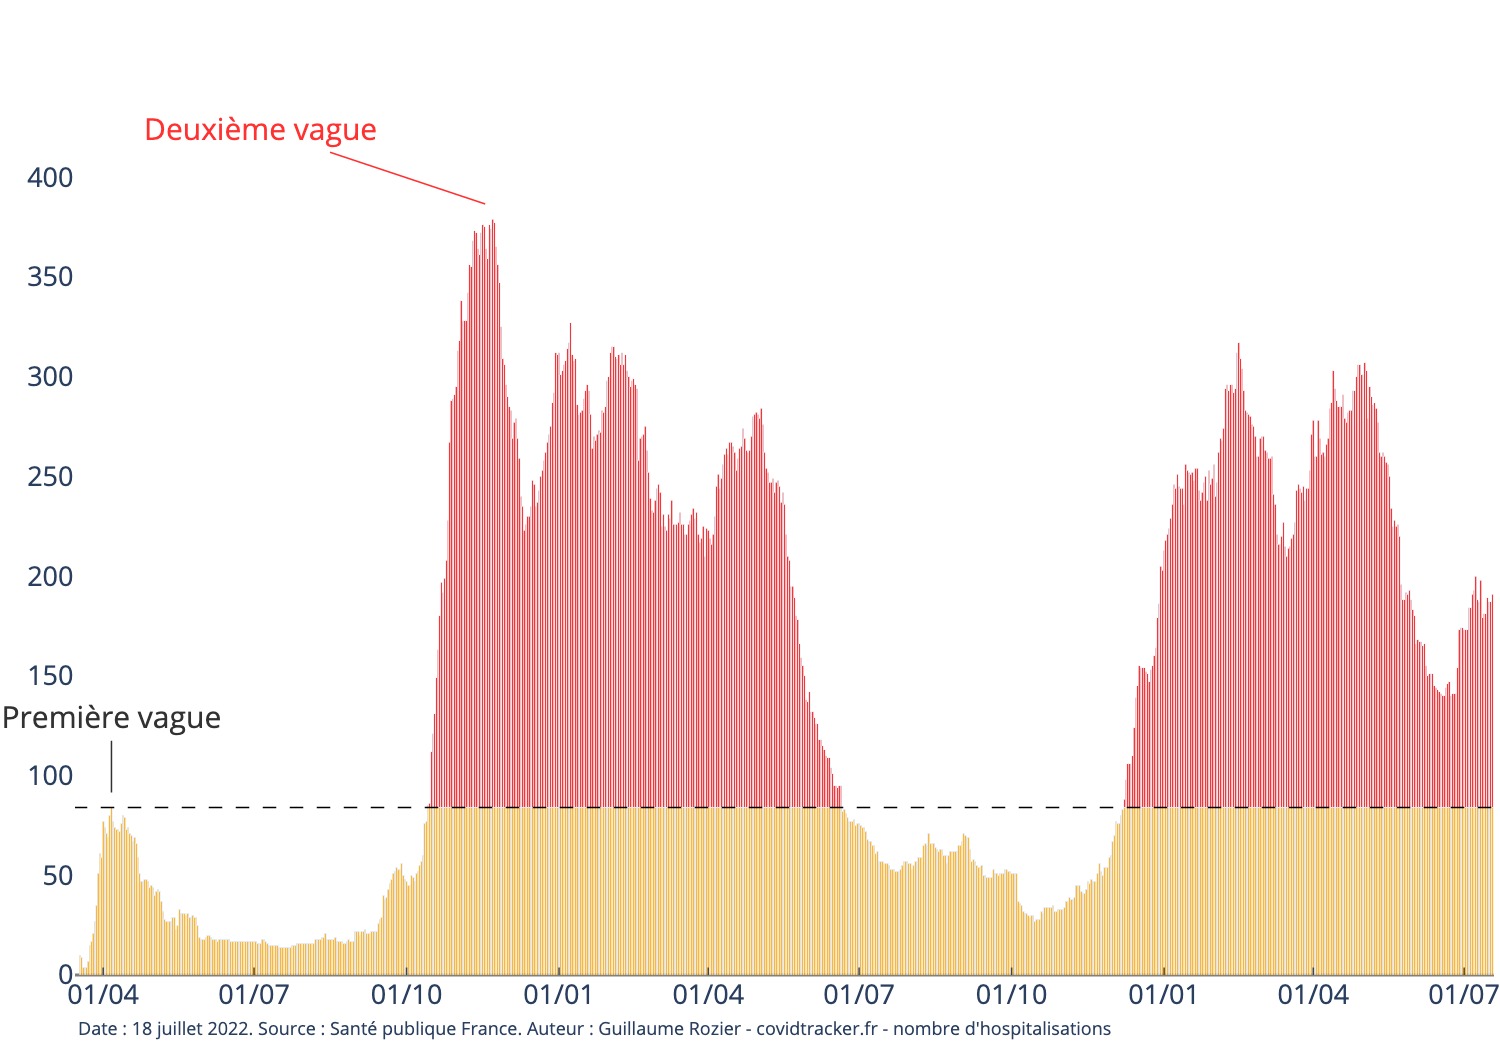 Deuxième vague
400
350
300
250
200
150
Première vague
100
50
0
01/04 01/07 01/10 01/01 01/04 01/07 01/10 01/01 01/04 01/07
Date : 18 juillet 2022. Source : Santé publique France. Auteur : Guillaume Rozier - covidtracker.fr - nombre d'hospitalisations